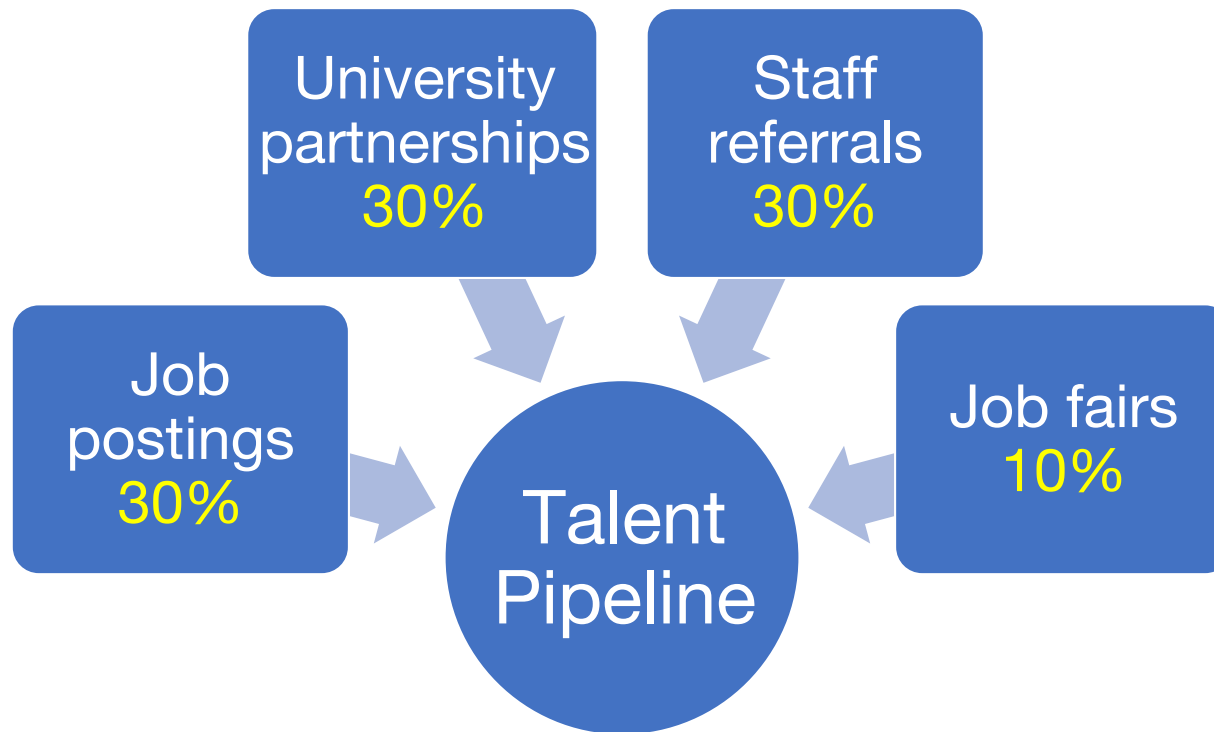 University
partnerships
30%
Staff
referrals
30%
Job
postings
30%
Job fairs
10%
Talent
Pipeline